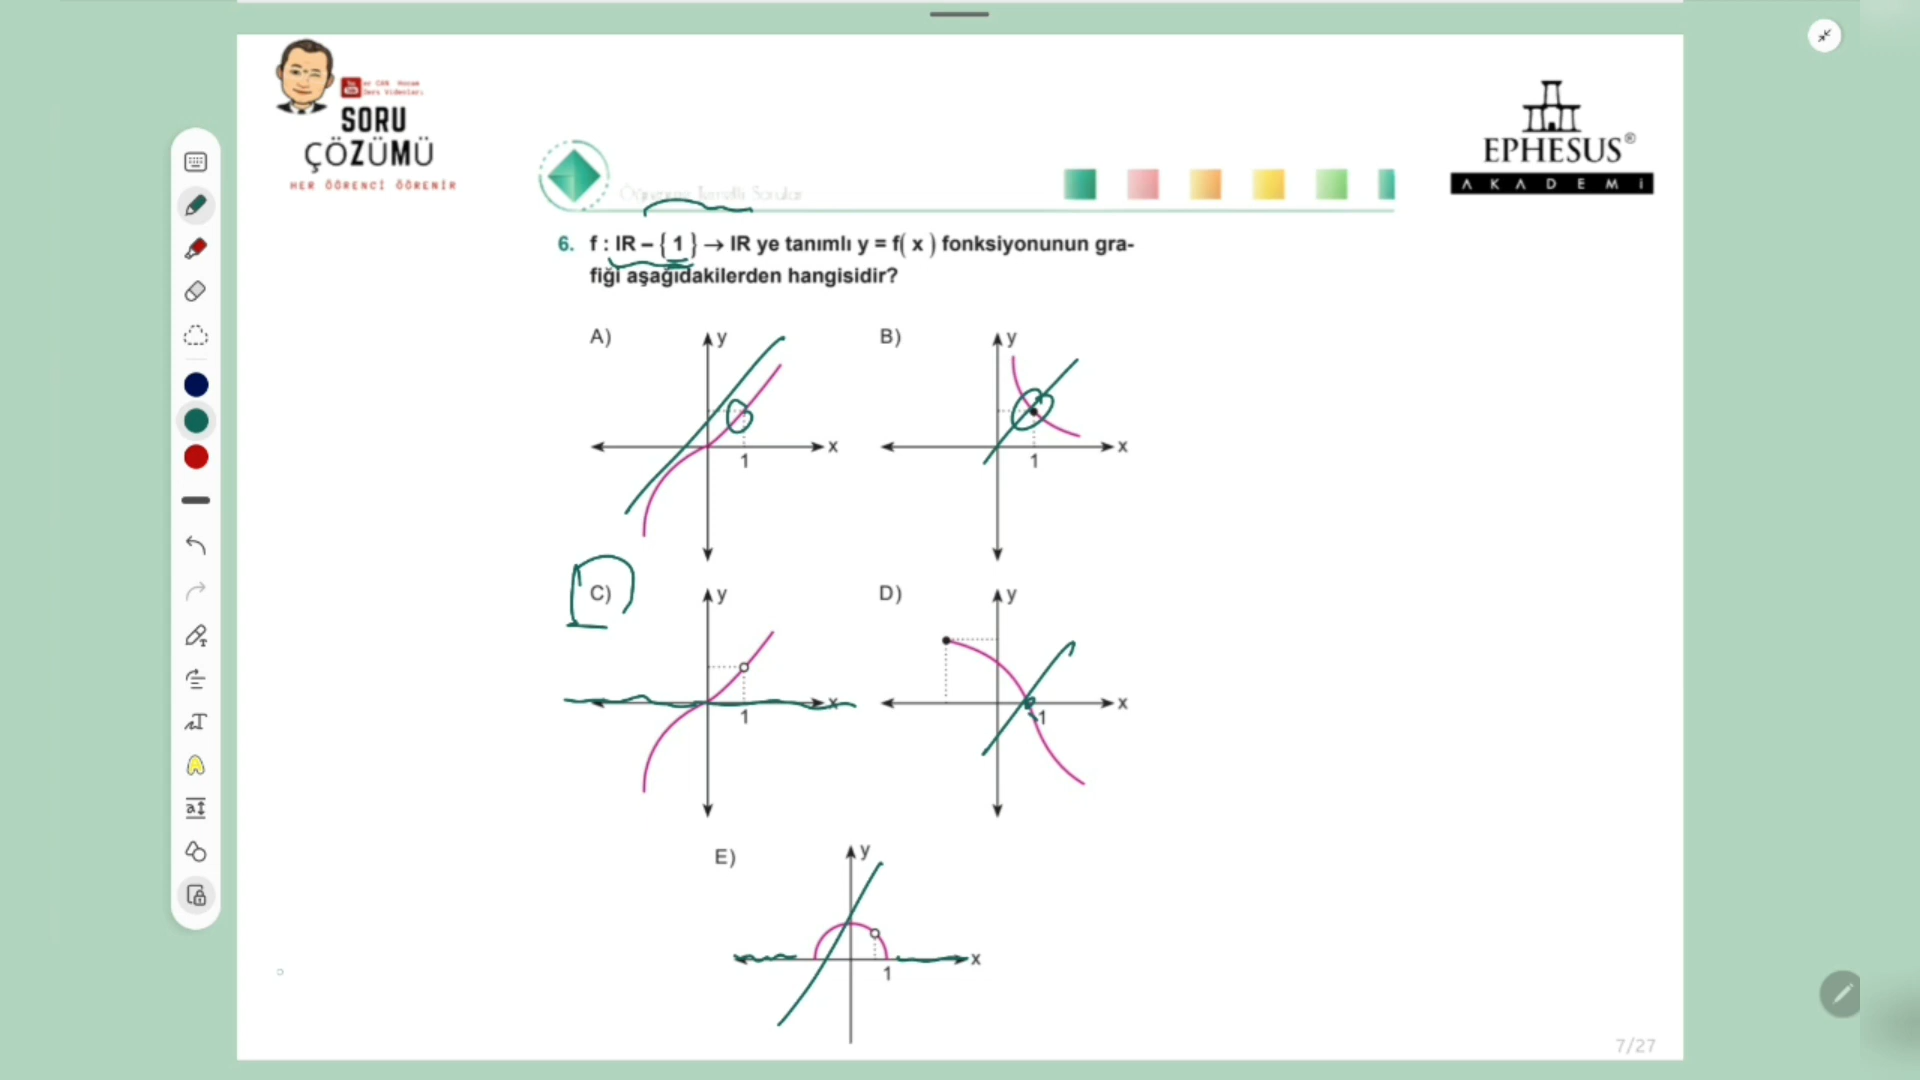 SORU
ÇÖZÜMÜ
HER ÖĞRENCİ ÖĞRENİR
EPHESUS®
AKADEMİ
6. f : IR – { 1 } → IR ye tanımlı y = f( x ) fonksiyonunun gra-
fiği aşağıdakilerden hangisidir?
A) y x 1
B) y x 1
C) y x 1
D) y x 1
E) y x 1
7/27